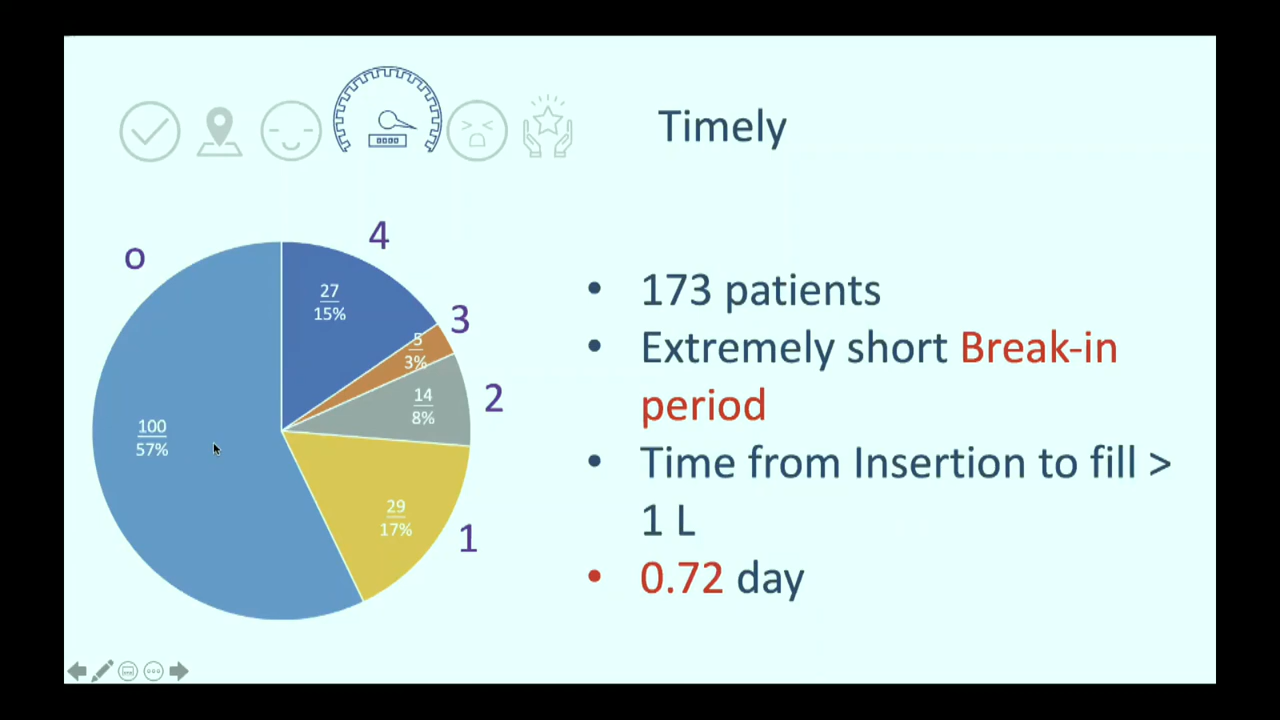 Timely
o
4
27
15%
3
5
3%
2
14
8%
100
57%
29
17%
1
• 173 patients
• Extremely short Break-in
period
• Time from Insertion to fill >
1 L
• 0.72 day